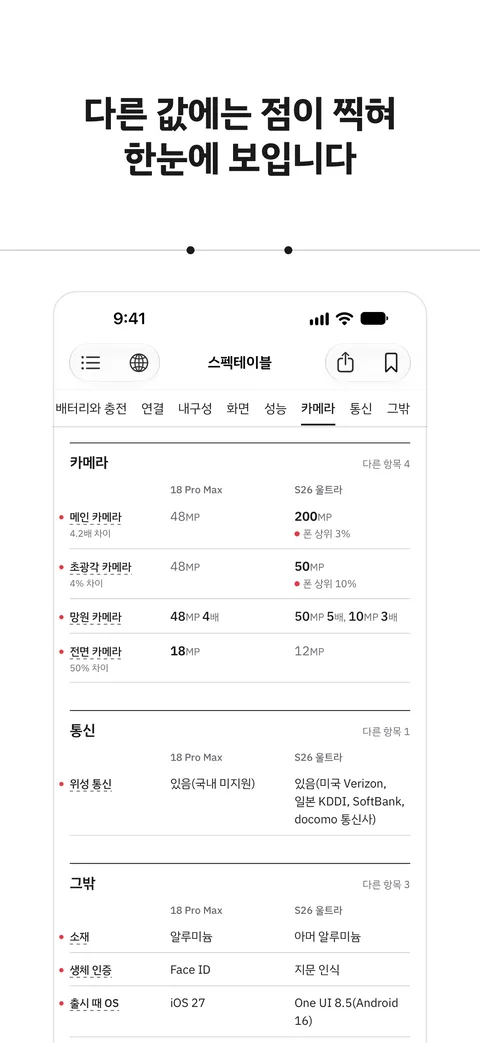 다른 값에는 점이 찍혀
한눈에 보입니다
9:41
스펙테이블
배터리와 충전 연결 내구성 화면 성능 카메라 통신 그밖
카메라 다른 항목 4
18 Pro Max S26 울트라
메인 카메라 48MP 200MP
4.2배 차이 폰 상위 3%
초광각 카메라 48MP 50MP
4% 차이 폰 상위 10%
망원 카메라 48MP 4배 50MP 5배, 10MP 3배
전면 카메라 18MP 12MP
50% 차이
통신 다른 항목 1
18 Pro Max S26 울트라
위성 통신 있음(국내 미지원) 있음(미국 Verizon,
일본 KDDI, SoftBank,
docomo 통신사)
그밖 다른 항목 3
18 Pro Max S26 울트라
소재 알루미늄 아머 알루미늄
생체 인증 Face ID 지문 인식
출시 때 OS iOS 27 One UI 8.5(Android
16)